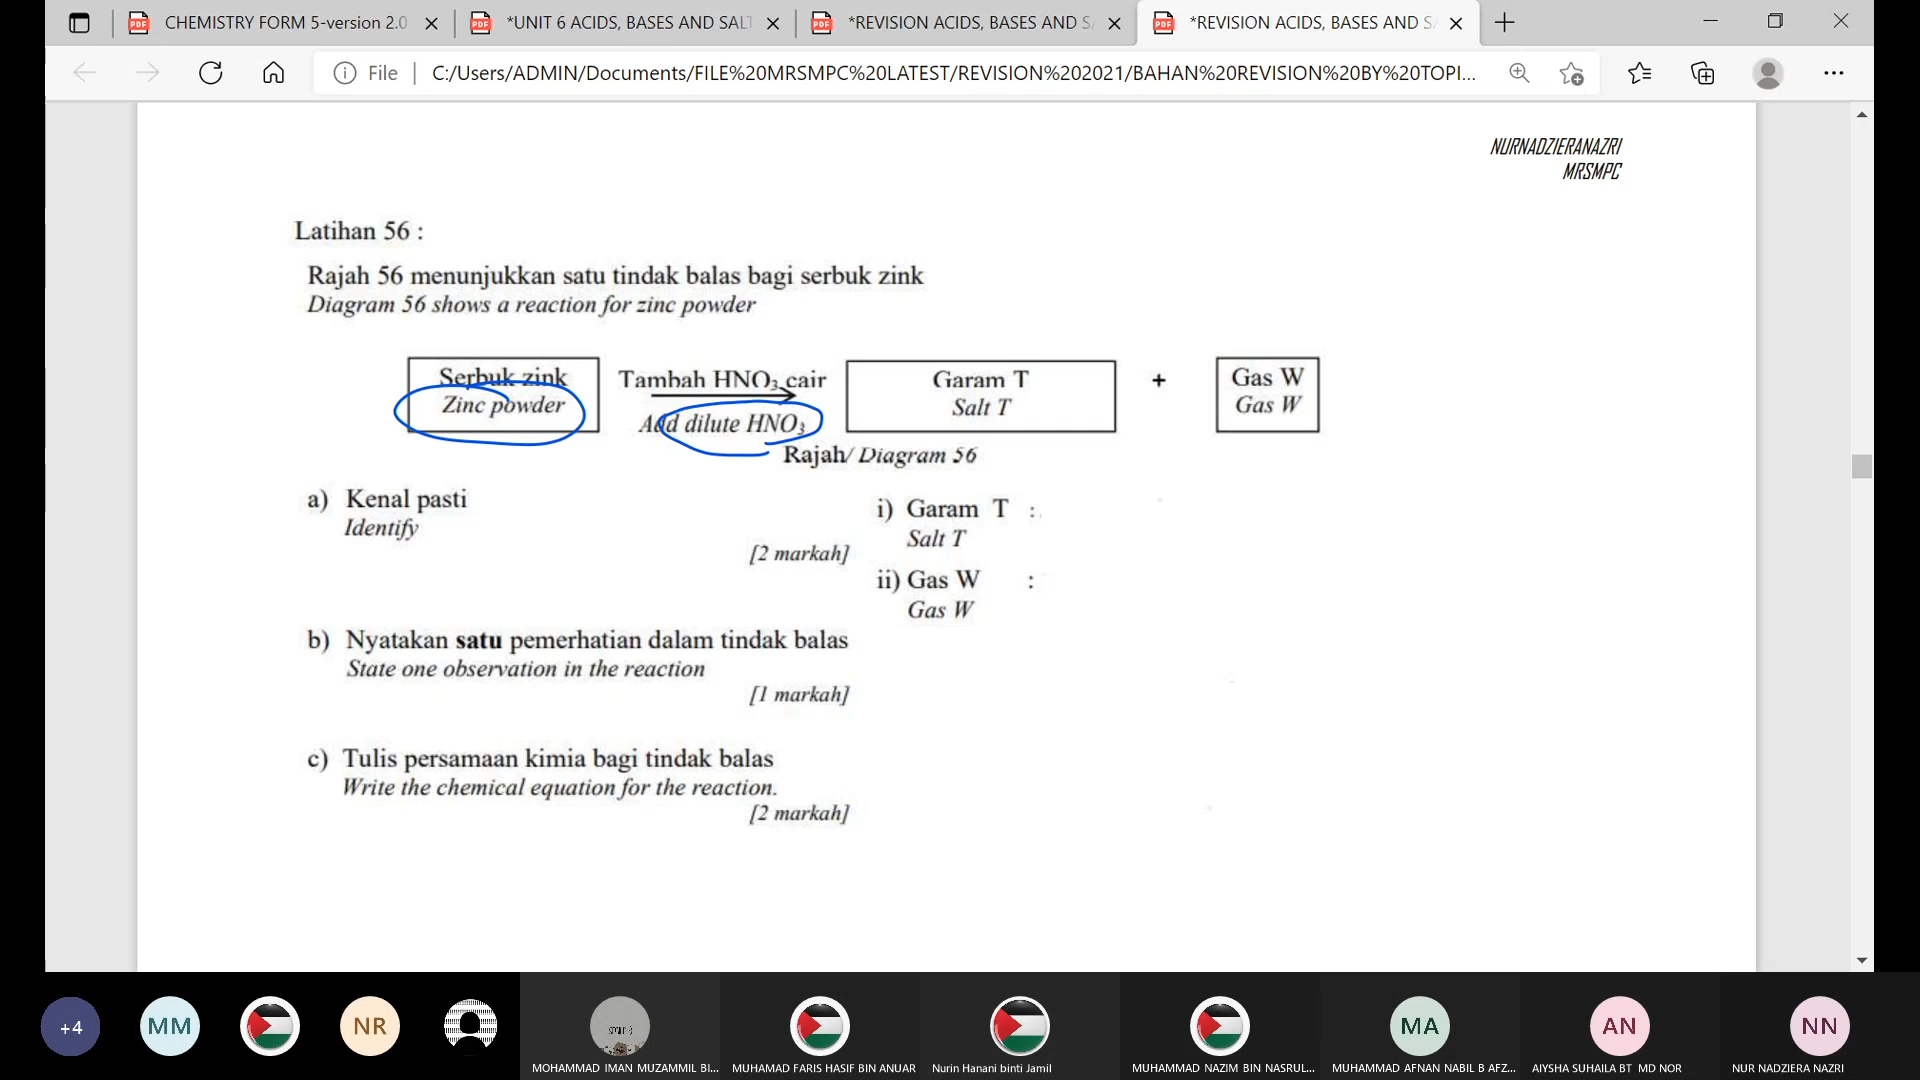 CHEMISTRY FORM 5-version 2.0
*UNIT 6 ACIDS, BASES AND SALT
*REVISION ACIDS, BASES AND S
*REVISION ACIDS, BASES AND S
File
C:/Users/ADMIN/Documents/FILE%20MRSMPC%20LATEST/REVISION%202021/BAHAN%20REVISION%20BY%20TOPI...
NURNADZIERANAZRI
MRSMPC
Latihan 56 :
Rajah 56 menunjukkan satu tindak balas bagi serbuk zink
Diagram 56 shows a reaction for zinc powder
Serbuk zink
Zinc powder
Tambah HNO₃ cair
Add dilute HNO₃
Garam T
Salt T
+
Gas W
Gas W
Rajah/ Diagram 56
a) Kenal pasti
Identify
[2 markah]
i) Garam T :
Salt T
ii) Gas W :
Gas W
b) Nyatakan satu pemerhatian dalam tindak balas
State one observation in the reaction
[1 markah]
c) Tulis persamaan kimia bagi tindak balas
Write the chemical equation for the reaction.
[2 markah]
+4
MM
NR
MA
AN
NN
MOHAMMAD IMAN MUZAMMIL BI...
MUHAMAD FARIS HASIF BIN ANUAR
Nurin Hanani binti Jamil
MUHAMMAD NAZIM BIN NASRUL...
MUHAMMAD AFNAN NABIL B AFZ...
AIYSHA SUHAILA BT MD NOR
NUR NADZIERA NAZRI